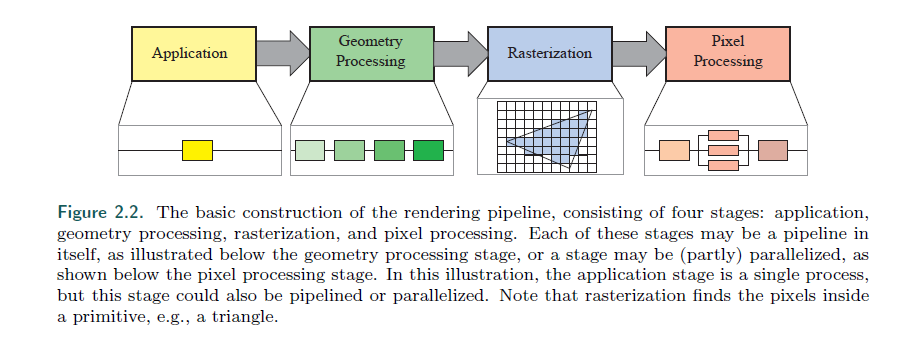 Application
Geometry
Processing
Rasterization
Pixel
Processing
Figure 2.2. The basic construction of the rendering pipeline, consisting of four stages: application,
geometry processing, rasterization, and pixel processing. Each of these stages may be a pipeline in
itself, as illustrated below the geometry processing stage, or a stage may be (partly) parallelized, as
shown below the pixel processing stage. In this illustration, the application stage is a single process,
but this stage could also be pipelined or parallelized. Note that rasterization finds the pixels inside
a primitive, e.g., a triangle.